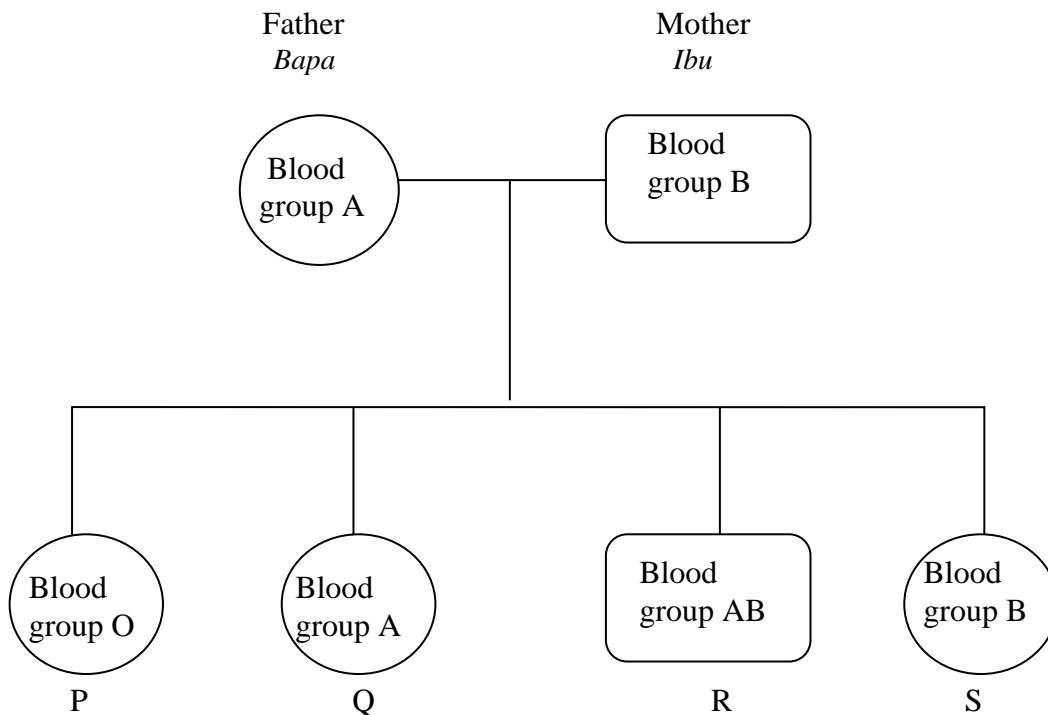 Father
Bapa
Mother
Ibu
Blood
group A
Blood
group B
Blood
group O
Blood
group A
Blood
group AB
Blood
group B
P
Q
R
S